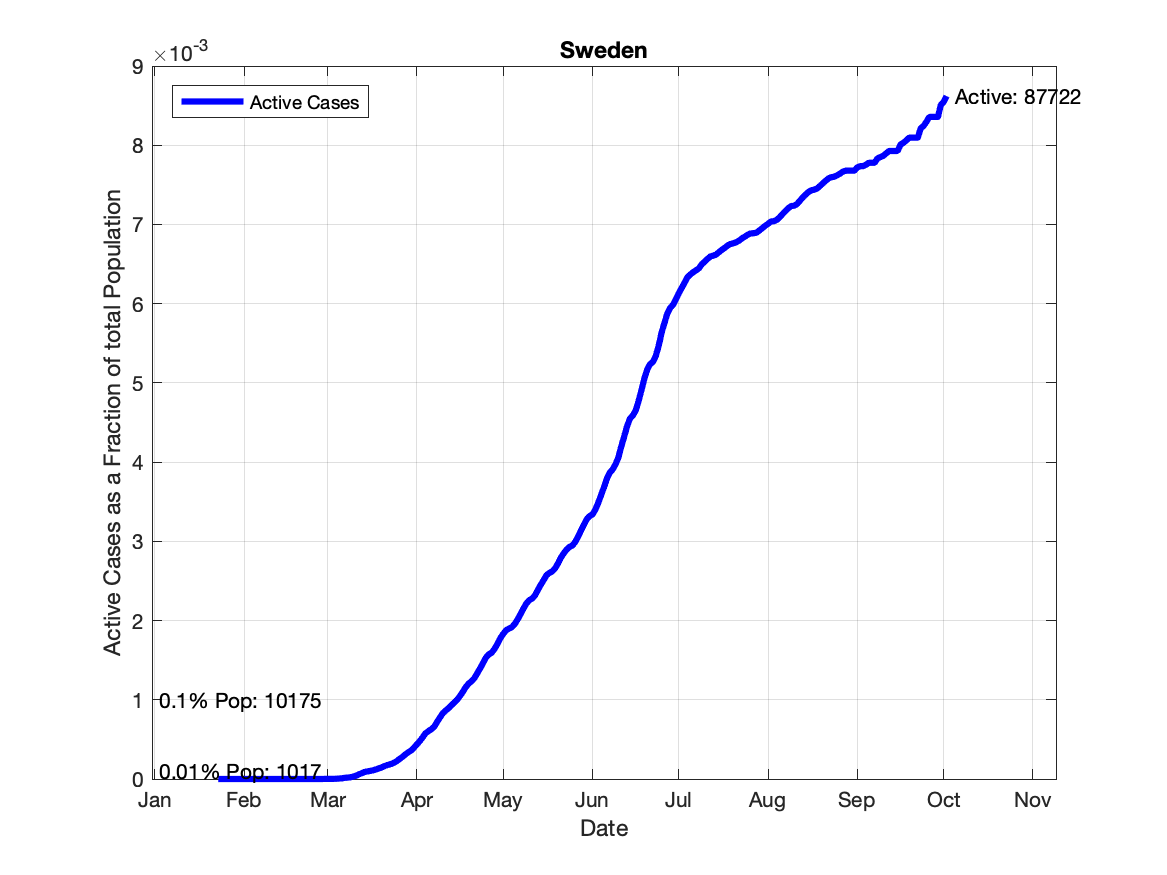 Sweden
×10-3
9
8
7
6
5
4
3
2
1
0
Active Cases as a Fraction of total Population
Active Cases
Active: 87722
0.1% Pop: 10175
0.01% Pop: 1017
Jan Feb Mar Apr May Jun Jul Aug Sep Oct Nov
Date